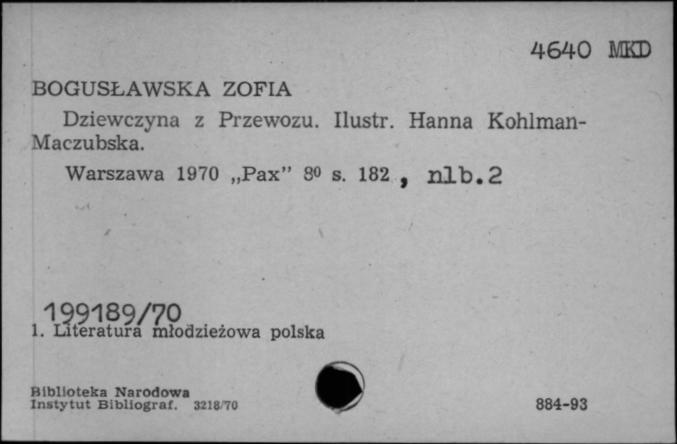 4640 MKD
BOGUSŁAWSKA ZOFIA
Dziewczyna z Przewozu. Ilustr. Hanna Kohlman-
Maczubska.
Warszawa 1970 „Pax” 8⁰ s. 182 , nlb.2
199189/70
1. Literatura młodzieżowa polska
Biblioteka Narodowa
Instytut Bibliograf. 3218/70
884-93